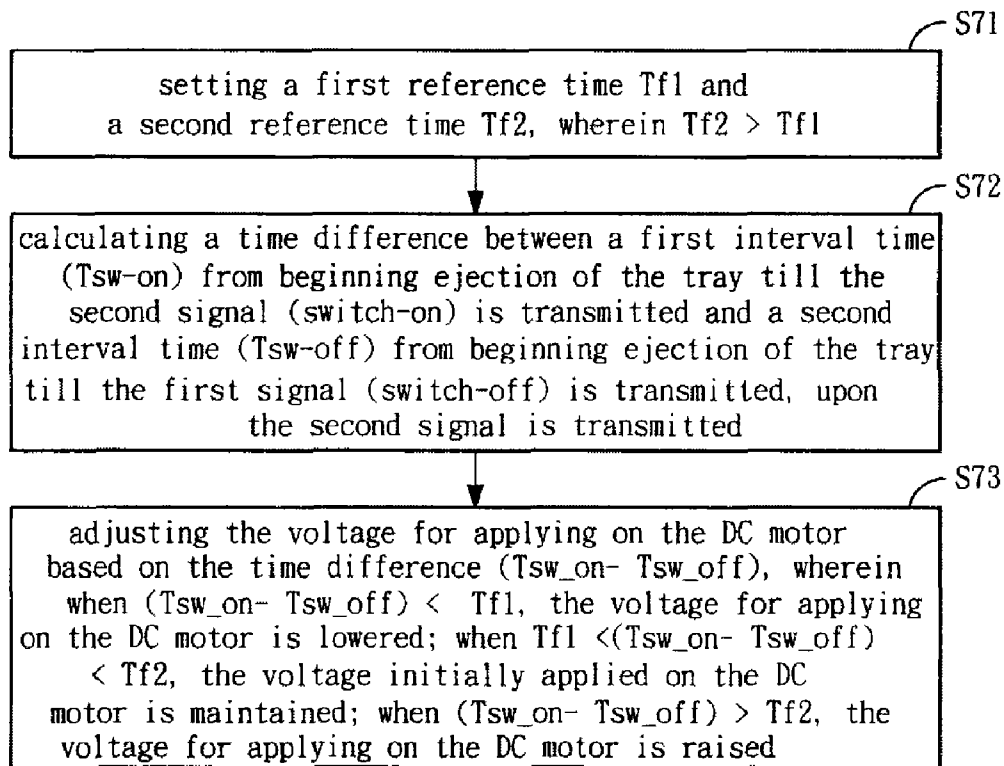 S71
setting a first reference time Tf1 and
a second reference time Tf2, wherein Tf2 > Tf1
S72
calculating a time difference between a first interval time
(Tsw-on) from beginning ejection of the tray till the
second signal (switch-on) is transmitted and a second
interval time (Tsw-off) from beginning ejection of the tray
till the first signal (switch-off) is transmitted, upon
the second signal is transmitted
S73
adjusting the voltage for applying on the DC motor
based on the time difference (Tsw_on- Tsw_off), wherein
when (Tsw_on- Tsw_off) < Tf1, the voltage for applying
on the DC motor is lowered; when Tf1 <(Tsw_on- Tsw_off)
< Tf2, the voltage initially applied on the DC
motor is maintained; when (Tsw_on- Tsw_off) > Tf2, the
voltage for applying on the DC motor is raised